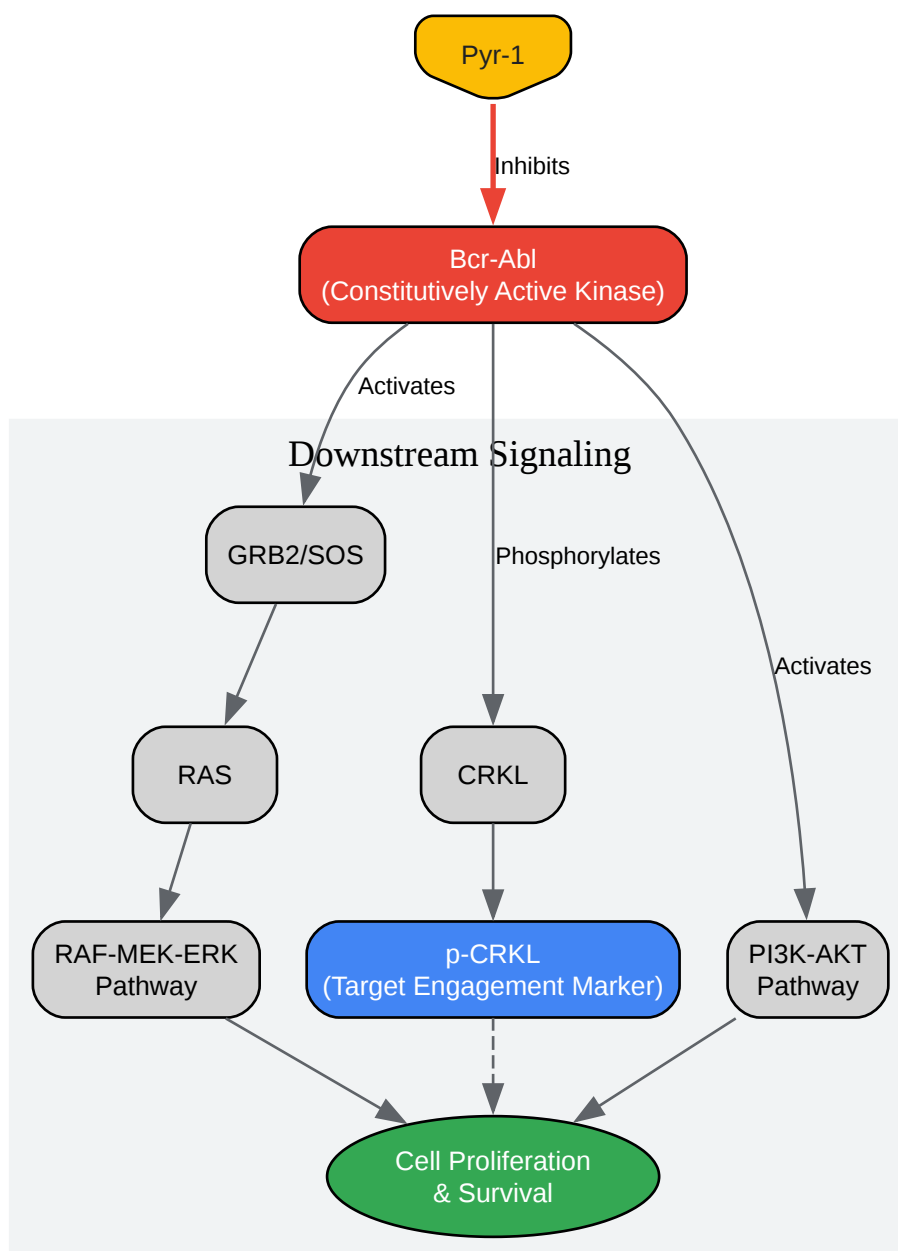 Pyr-1
Inhibits
Bcr-Abl
(Constitutively Active Kinase)
Activates
Downstream Signaling
GRB2/SOS
Phosphorylates
Activates
RAS
CRKL
RAF-MEK-ERK
Pathway
p-CRKL
(Target Engagement Marker)
PI3K-AKT
Pathway
Cell Proliferation
& Survival